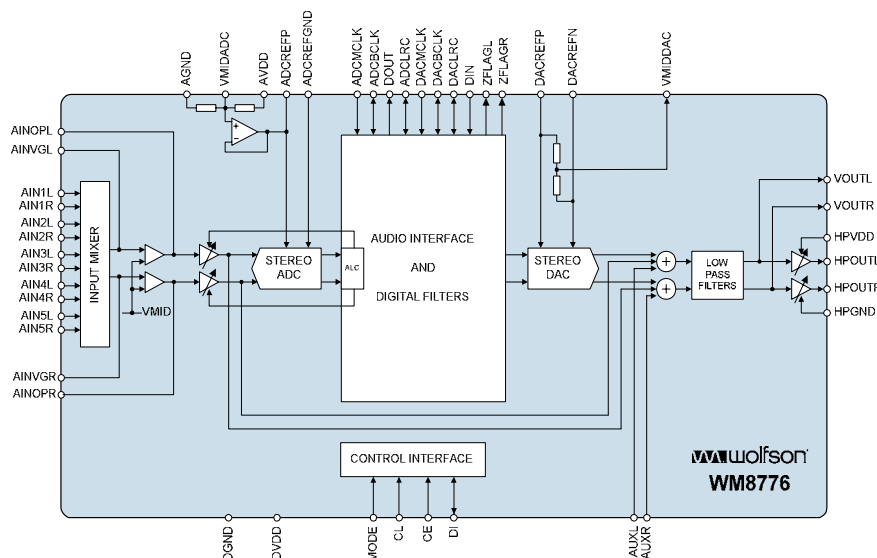 AGND
VMIDADC
AVDD
ADCREFP
ADCREFGND
ADCMCLK
ADCBCLK
DOUT
ADCLRC
DACMCLK
DACBCLK
DACLRC
DIN
ZFLAGL
ZFLAGR
DACREFP
DACREFN
VMIDDAC
AINOPL
AINVGL
AIN1L
AIN1R
AIN2L
AIN2R
AIN3L
AIN3R
AIN4L
AIN4R
AIN5L
AIN5R
AINVGR
AINOPR
INPUT MIXER
VMID
+
−
STEREO
ADC
ALC
AUDIO INTERFACE
AND
DIGITAL FILTERS
STEREO
DAC
+
+
LOW
PASS
FILTERS
VOUTL
VOUTR
HPVDD
HPOUTL
HPOUTR
HPGND
CONTROL INTERFACE
wolfson
WM8776
DGND
DVDD
MODE
CL
CE
DI
AUXL
AUXR